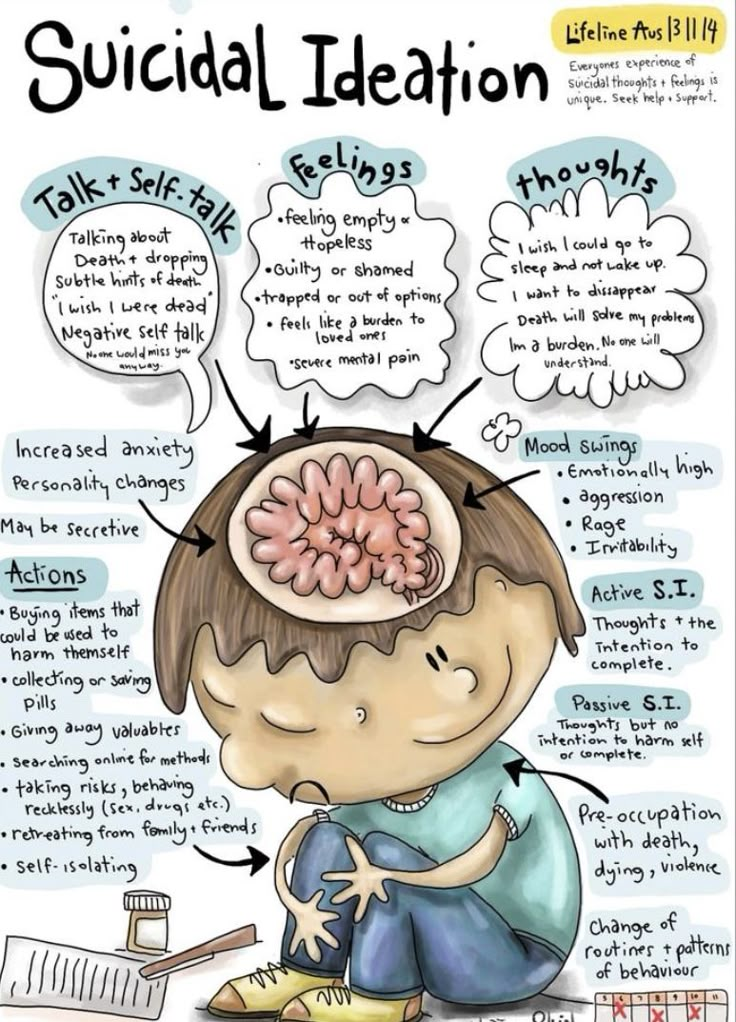 Suicidal Ideation
Lifeline Aus 13 11 14
Everyones experience of
Suicidal thoughts + feelings is
unique. Seek help + support.
Talk + Self-talk
Talking about
Death + dropping
Subtle hints of death
"I wish I were dead"
Negative Self talk
No one would miss you
anyway.
Feelings
•feeling empty &
Hopeless
•Guilty or shamed
•trapped or out of options
• feels like a burden to
loved ones
•severe mental pain
thoughts
I wish I could go to
sleep and not wake up.
I want to dissappear
Death will solve my problems
Im a burden. No one will
understand.
Increased anxiety
Personality changes
May be secretive
Mood swings
• Emotionally high
• aggression
• Rage
• Irritability
Actions
• Buying items that
could be used to
harm themself
• collecting or saving
pills
• Giving away valuables
• Searching online for methods
• taking risks, behaving
recklessly (sex, drugs etc.)
• retreating from family + friends
• self-isolating
Active S.I.
Thoughts + the
intention to
complete.
Passive S.I.
Thoughts but no
intention to harm self
or complete.
Pre-occupation
with death,
dying, violence
Change of
routines + patterns
of behaviour
5 6 7 8 9 10 11